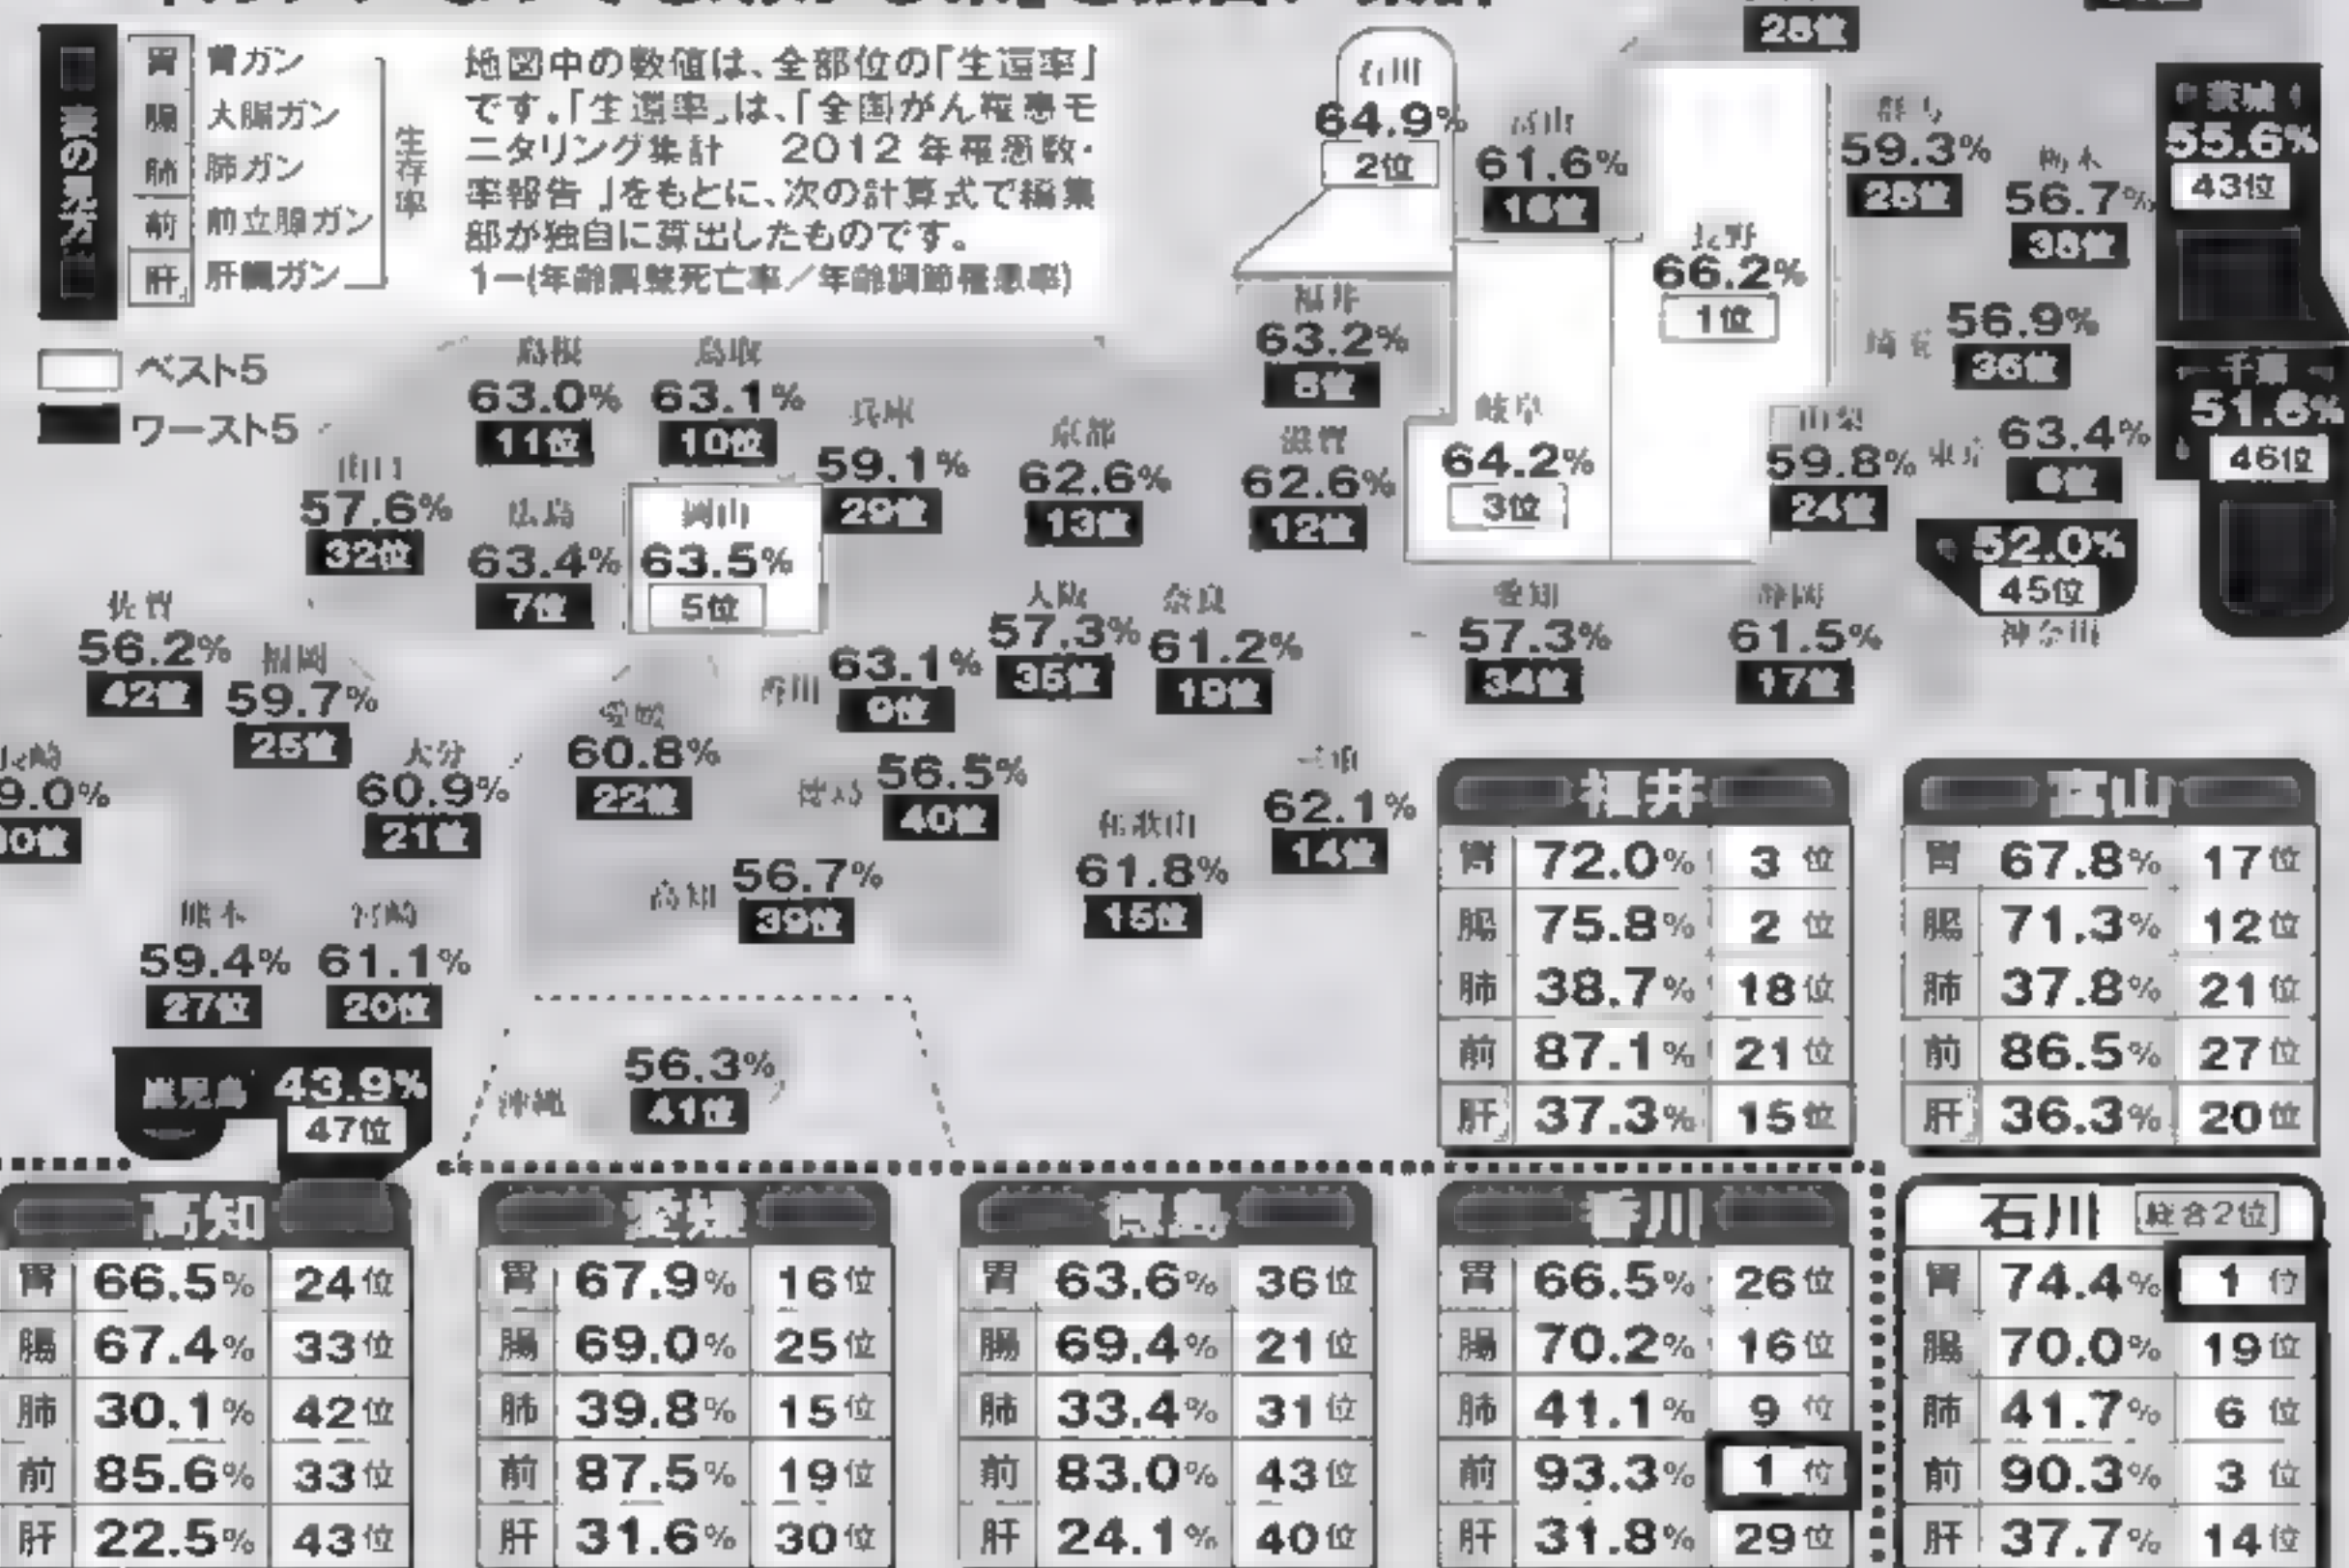 28位
表の見方
胃 胃ガン
腸 大腸ガン
肺 肺ガン
前 前立腺ガン
肝 肝臓ガン
生存率
地図中の数値は、全部位の「生還率」
です。「生還率」は、「全国がん罹患モ
ニタリング集計 2012年罹患数・
率報告」をもとに、次の計算式で編集
部が独自に算出したものです。
1−(年齢調整死亡率／年齢調節罹患率)
ベスト5
ワースト5
石川
64.9%
2位
富山
61.6%
16位
長野
66.2%
1位
群馬
59.3%
栃木
56.7%
38位
茨城
55.6%
43位
福井
63.2%
8位
岐阜
64.2%
3位
埼玉
56.9%
36位
千葉
51.6%
46位
山梨
59.8%
24位
東京
63.4%
6位
52.0%
45位
神奈川
島根
63.0%
11位
鳥取
63.1%
10位
兵庫
59.1%
29位
京都
62.6%
13位
滋賀
62.6%
12位
山口
57.6%
32位
広島
63.4%
7位
岡山
63.5%
5位
佐賀
56.2%
42位
福岡
59.7%
25位
香川
63.1%
9位
大阪
57.3%
35位
奈良
61.2%
19位
愛知
57.3%
34位
静岡
61.5%
17位
崎
9.0%
0位
大分
60.9%
21位
愛媛
60.8%
22位
徳島
56.5%
40位
三重
62.1%
14位
高知
56.7%
39位
和歌山
61.8%
15位
熊本
59.4%
27位
宮崎
61.1%
20位
鹿児島
43.9%
47位
沖縄
56.3%
41位
福井
胃 72.0% 3位
腸 75.8% 2位
肺 38.7% 18位
前 87.1% 21位
肝 37.3% 15位
富山
胃 67.8% 17位
腸 71.3% 12位
肺 37.8% 21位
前 86.5% 27位
肝 36.3% 20位
高知
胃 66.5% 24位
腸 67.4% 33位
肺 30.1% 42位
前 85.6% 33位
肝 22.5% 43位
愛媛
胃 67.9% 16位
腸 69.0% 25位
肺 39.8% 15位
前 87.5% 19位
肝 31.6% 30位
徳島
胃 63.6% 36位
腸 69.4% 21位
肺 33.4% 31位
前 83.0% 43位
肝 24.1% 40位
香川
胃 66.5% 26位
腸 70.2% 16位
肺 41.1% 9位
前 93.3% 1位
肝 31.8% 29位
石川 総合2位
胃 74.4% 1位
腸 70.0% 19位
肺 41.7% 6位
前 90.3% 3位
肝 37.7% 14位